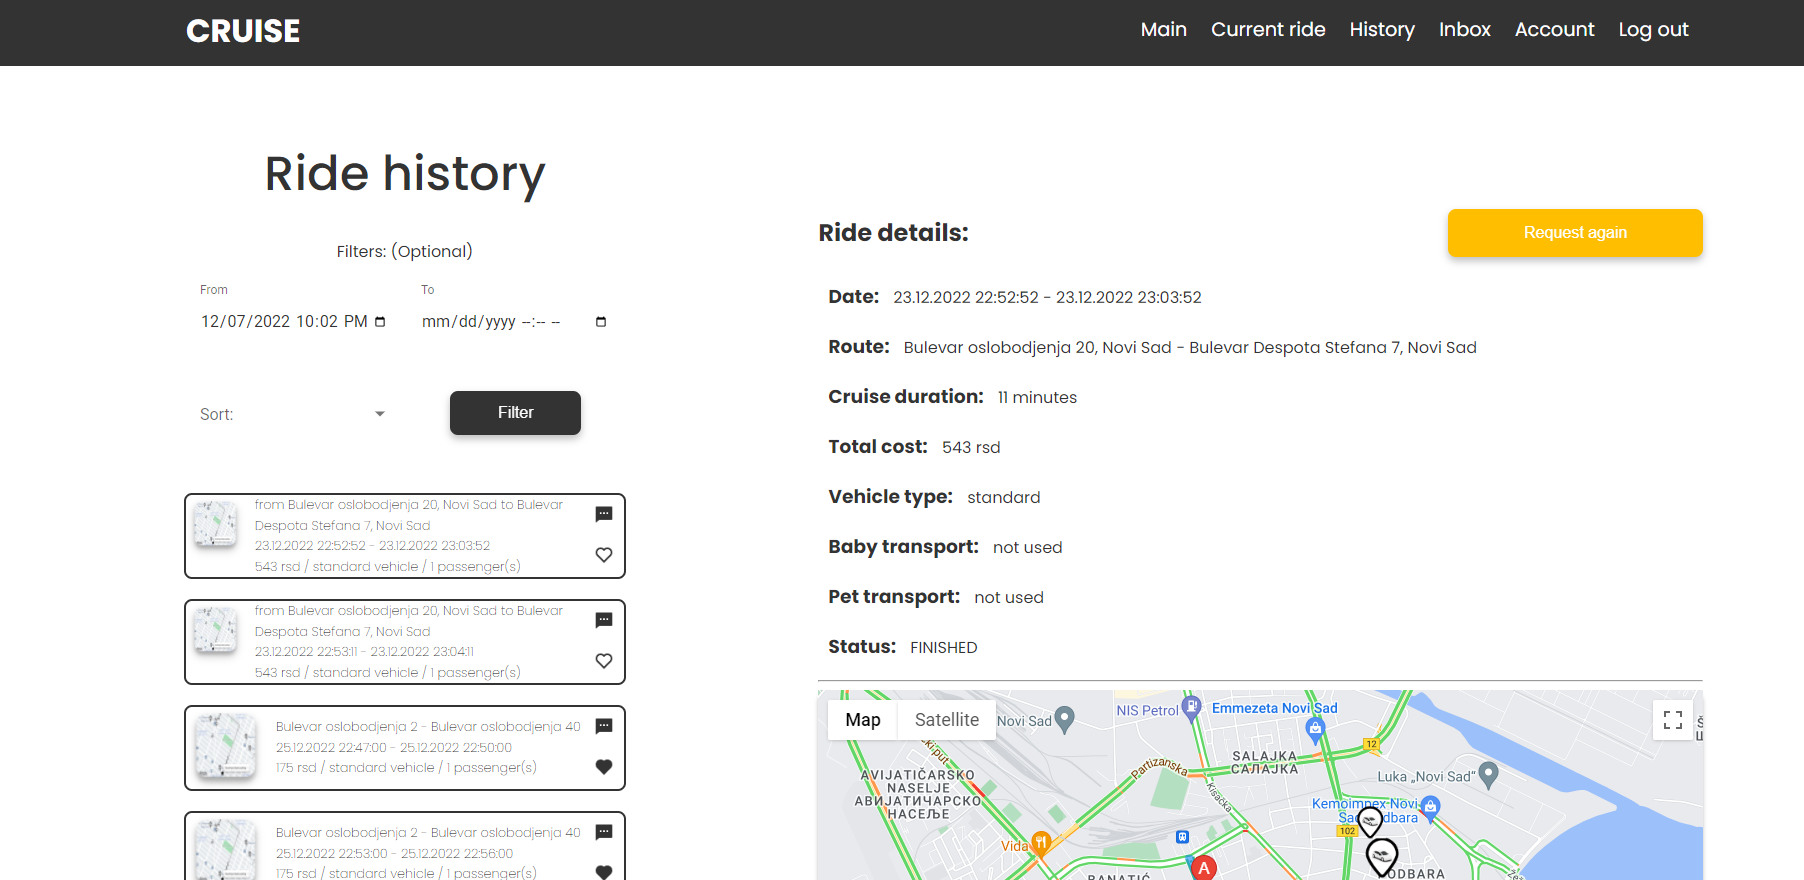 CRUISE
Main Current ride History Inbox Account Log out
Ride history
Filters: (Optional)
From To
12/07/2022 10:02 PM mm/dd/yyyy --:-- --
Sort: Filter
from Bulevar oslobodjenja 20, Novi Sad to Bulevar
Despota Stefana 7, Novi Sad
23.12.2022 22:52:52 - 23.12.2022 23:03:52
543 rsd / standard vehicle / 1 passenger(s)
from Bulevar oslobodjenja 20, Novi Sad to Bulevar
Despota Stefana 7, Novi Sad
23.12.2022 22:53:11 - 23.12.2022 23:04:11
543 rsd / standard vehicle / 1 passenger(s)
Bulevar oslobodjenja 2 - Bulevar oslobodjenja 40
25.12.2022 22:47:00 - 25.12.2022 22:50:00
175 rsd / standard vehicle / 1 passenger(s)
Bulevar oslobodjenja 2 - Bulevar oslobodjenja 40
25.12.2022 22:53:00 - 25.12.2022 22:56:00
175 rsd / standard vehicle / 1 passenger(s)
Ride details:
Request again
Date: 23.12.2022 22:52:52 - 23.12.2022 23:03:52
Route: Bulevar oslobodjenja 20, Novi Sad - Bulevar Despota Stefana 7, Novi Sad
Cruise duration: 11 minutes
Total cost: 543 rsd
Vehicle type: standard
Baby transport: not used
Pet transport: not used
Status: FINISHED
Map Satellite
Novi Sad
NIS Petrol
Emmezeta Novi Sad
12
SALAJKA
САЛАЈКА
Partizanska
Kisačka
Luka „Novi Sad“
AVIJATIČARSKO
NASELJE
АВИЈАТИЧАРСКО
НАСЕЉЕ
Kemoimpex Novi
102
Vida
A
BANATIĆ